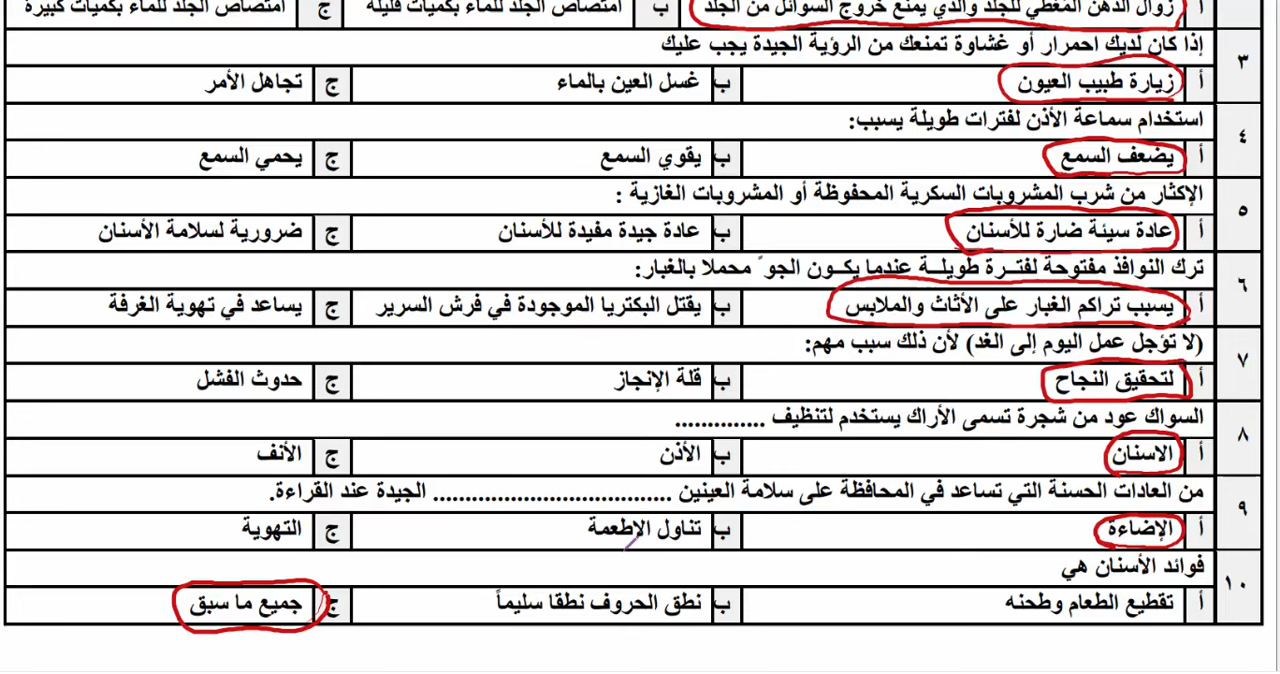 أ زوال الدهن المغطي للجلد والذي يمنع خروج السوائل من الجلد ب امتصاص الجلد للماء بكميات قليلة ج امتصاص الجلد للماء بكميات كبيرة
٣ إذا كان لديك احمرار أو غشاوة تمنعك من الرؤية الجيدة يجب عليك
أ زيارة طبيب العيون ب غسل العين بالماء ج تجاهل الأمر
٤ استخدام سماعة الأذن لفترات طويلة يسبب:
أ يضعف السمع ب يقوي السمع ج يحمي السمع
٥ الإكثار من شرب المشروبات السكرية المحفوظة أو المشروبات الغازية :
أ عادة سيئة ضارة للأسنان ب عادة جيدة مفيدة للأسنان ج ضرورية لسلامة الأسنان
٦ ترك النوافذ مفتوحة لفتـرة طويلـة عندما يكـون الجوّ محملا بالغبار:
أ يسبب تراكم الغبار على الأثاث والملابس ب يقتل البكتريا الموجودة في فرش السرير ج يساعد في تهوية الغرفة
٧ (لا تؤجل عمل اليوم إلى الغد) لأن ذلك سبب مهم:
أ لتحقيق النجاح ب قلة الإنجاز ج حدوث الفشل
٨ السواك عود من شجرة تسمى الأراك يستخدم لتنظيف ..............
أ الاسنان ب الأذن ج الأنف
٩ من العادات الحسنة التي تساعد في المحافظة على سلامة العينين ..................................... الجيدة عند القراءة.
أ الإضاءة ب تناول الإطعمة ج التهوية
١٠ فوائد الأسنان هي
أ تقطيع الطعام وطحنه ب نطق الحروف نطقا سليماً ج جميع ما سبق